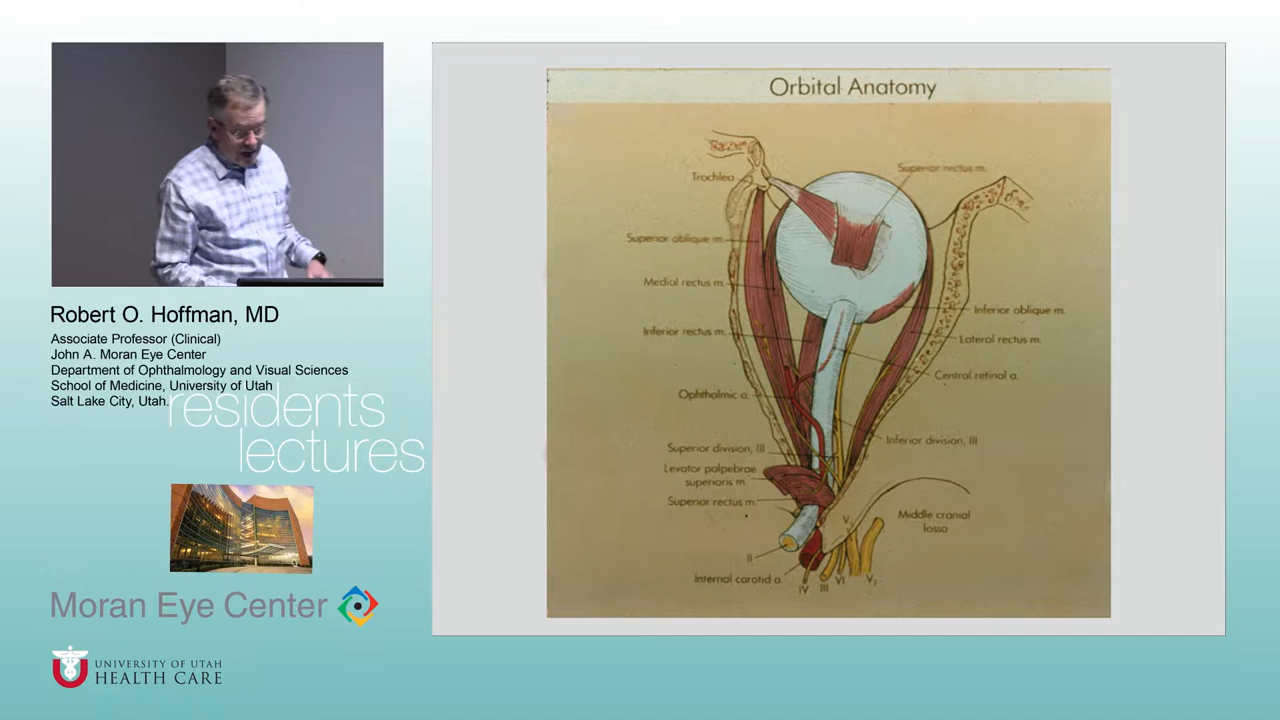 Orbital Anatomy
Trochlea
Superior rectus m.
Superior oblique m.
Medial rectus m.
Inferior rectus m.
Inferior oblique m.
Lateral rectus m.
Central retinal a.
Ophthalmic a.
Inferior division, III
Superior division, III
Levator palpebrae
superioris m.
Superior rectus m.
Middle cranial
fossa
II
Internal carotid a.
IV
III
VI
Robert O. Hoffman, MD
Associate Professor (Clinical)
John A. Moran Eye Center
Department of Ophthalmology and Visual Sciences
School of Medicine, University of Utah
Salt Lake City, Utah.
residents
lectures
Moran Eye Center
UNIVERSITY OF UTAH
HEALTH CARE